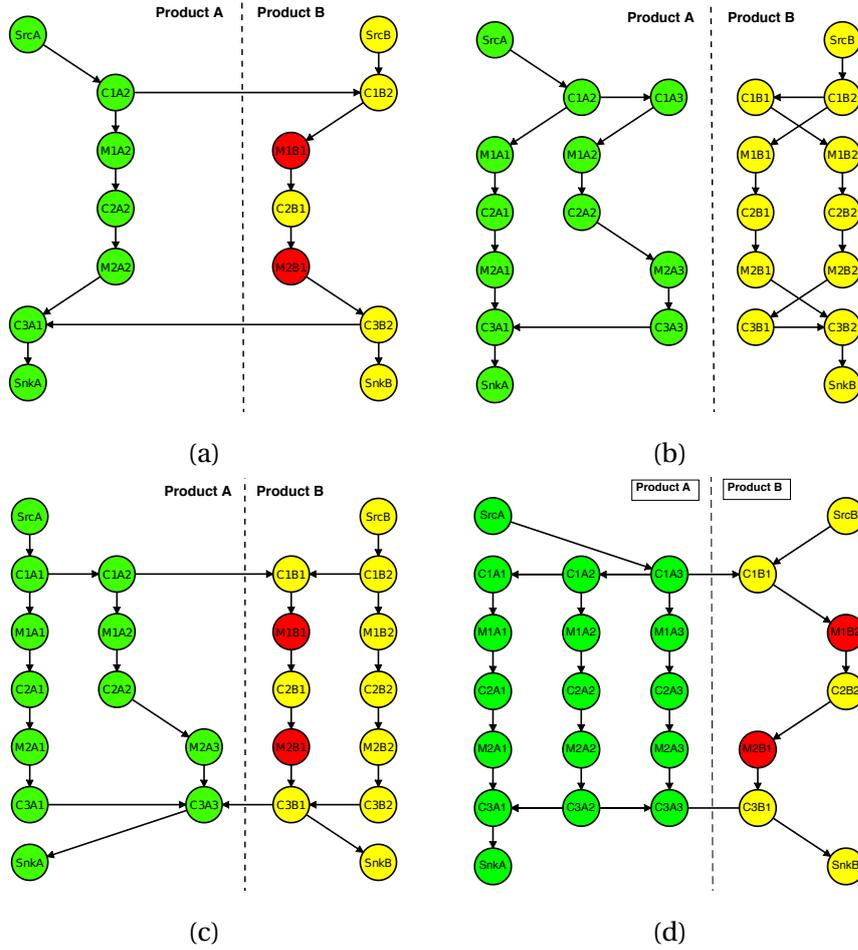 Product A Product B
SrcA SrcB
C1A2 C1B2
M1A2 M1B1
C2A2 C2B1
M2A2 M2B1
C3A1 C3B2
SnkA SnkB
(a)
Product A Product B
SrcA SrcB
C1A2 C1A3 C1B1 C1B2
M1A1 M1A2 M1B1 M1B2
C2A1 C2A2 C2B1 C2B2
M2A1 M2A3 M2B1 M2B2
C3A1 C3A3 C3B1 C3B2
SnkA SnkB
(b)
Product A Product B
SrcA SrcB
C1A1 C1A2 C1B1 C1B2
M1A1 M1A2 M1B1 M1B2
C2A1 C2A2 C2B1 C2B2
M2A1 M2A3 M2B1 M2B2
C3A1 C3A3 C3B1 C3B2
SnkA SnkB
(c)
Product A Product B
SrcA SrcB
C1A1 C1A2 C1A3 C1B1
M1A1 M1A2 M1A3 M1B2
C2A1 C2A2 C2A3 C2B2
M2A1 M2A2 M2A3 M2B1
C3A1 C3A2 C3A3 C3B1
SnkA SnkB
(d)